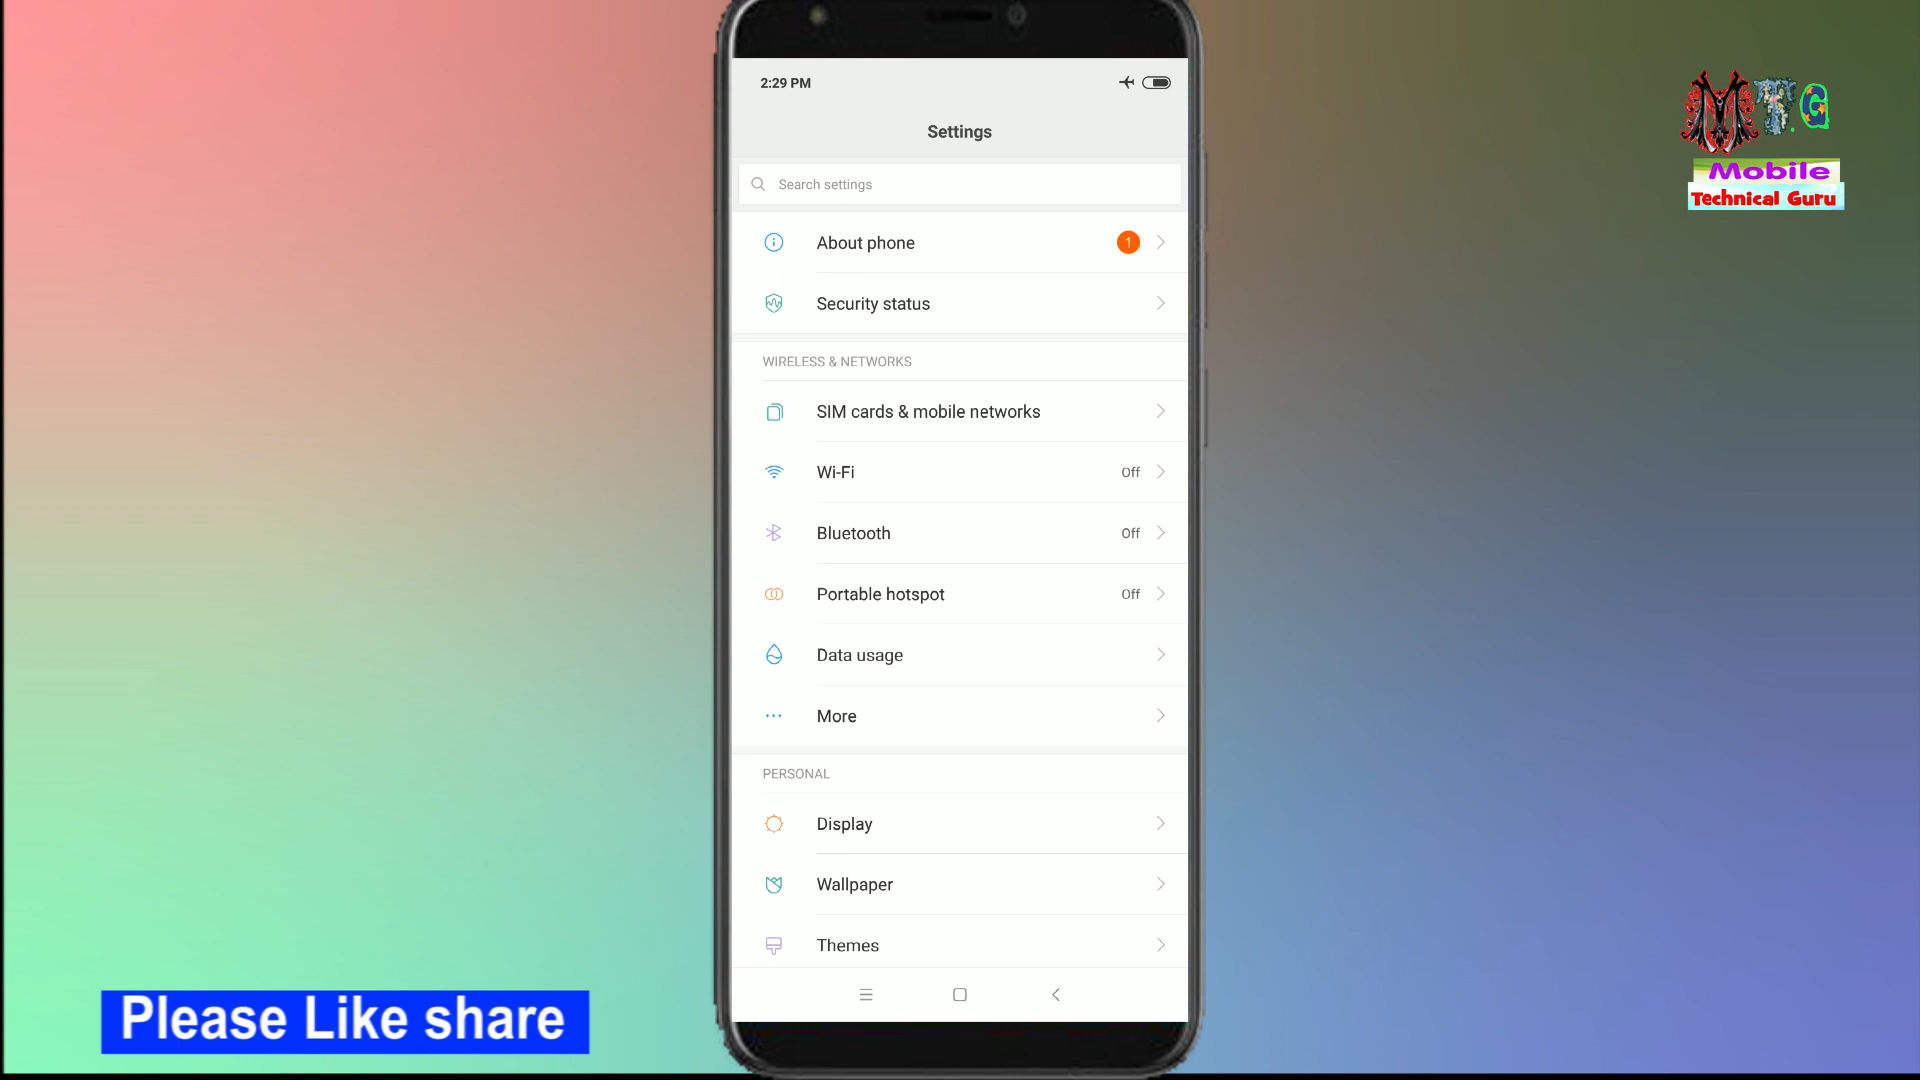 2:29 PM
Settings
Search settings
About phone
1
Security status
WIRELESS & NETWORKS
SIM cards & mobile networks
Wi-Fi
Off
Bluetooth
Off
Portable hotspot
Off
Data usage
More
PERSONAL
Display
Wallpaper
Themes
MT.G
Mobile
Technical Guru
Please Like share